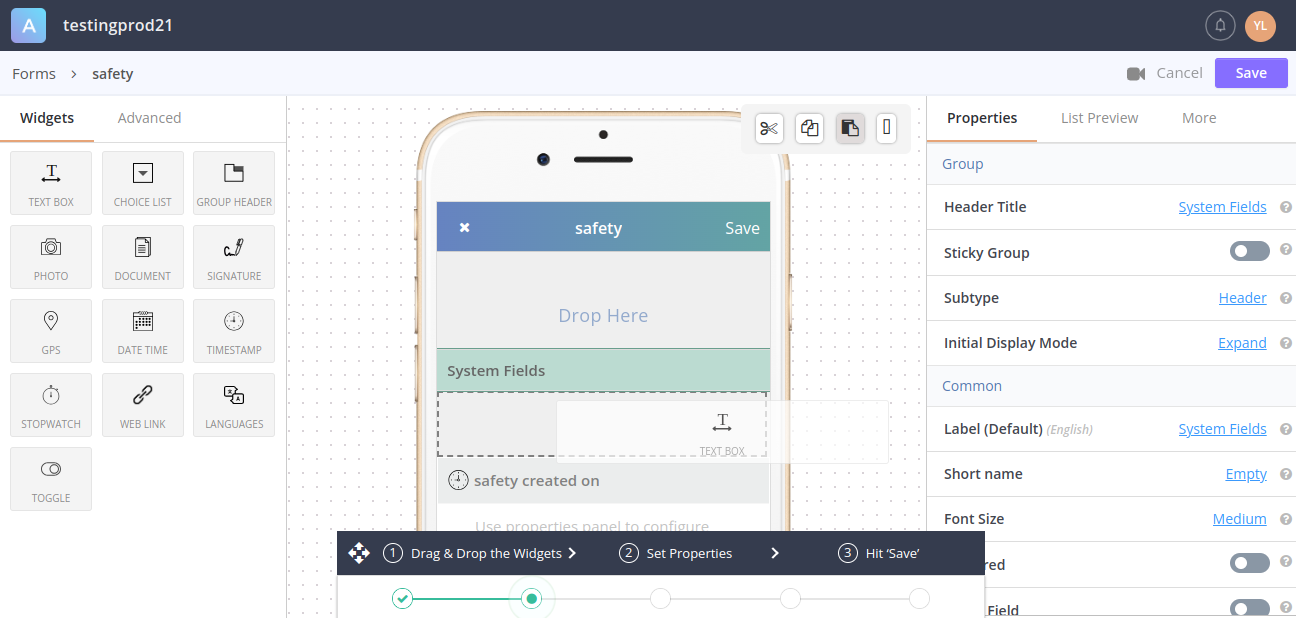 A testingprod21 YL
Forms > safety Cancel Save
Widgets Advanced
TEXT BOX CHOICE LIST GROUP HEADER
PHOTO DOCUMENT SIGNATURE
GPS DATE TIME TIMESTAMP
STOPWATCH WEB LINK LANGUAGES
TOGGLE
safety Save
Drop Here
System Fields
T
TEXT BOX
safety created on
Use properties panel to configure
1 Drag & Drop the Widgets 2 Set Properties 3 Hit ‘Save’
Properties List Preview More
Group
Header Title System Fields ?
Sticky Group ?
Subtype Header ?
Initial Display Mode Expand ?
Common
Label (Default) (English) System Fields ?
Short name Empty ?
Font Size Medium ?
red ?
Field ?